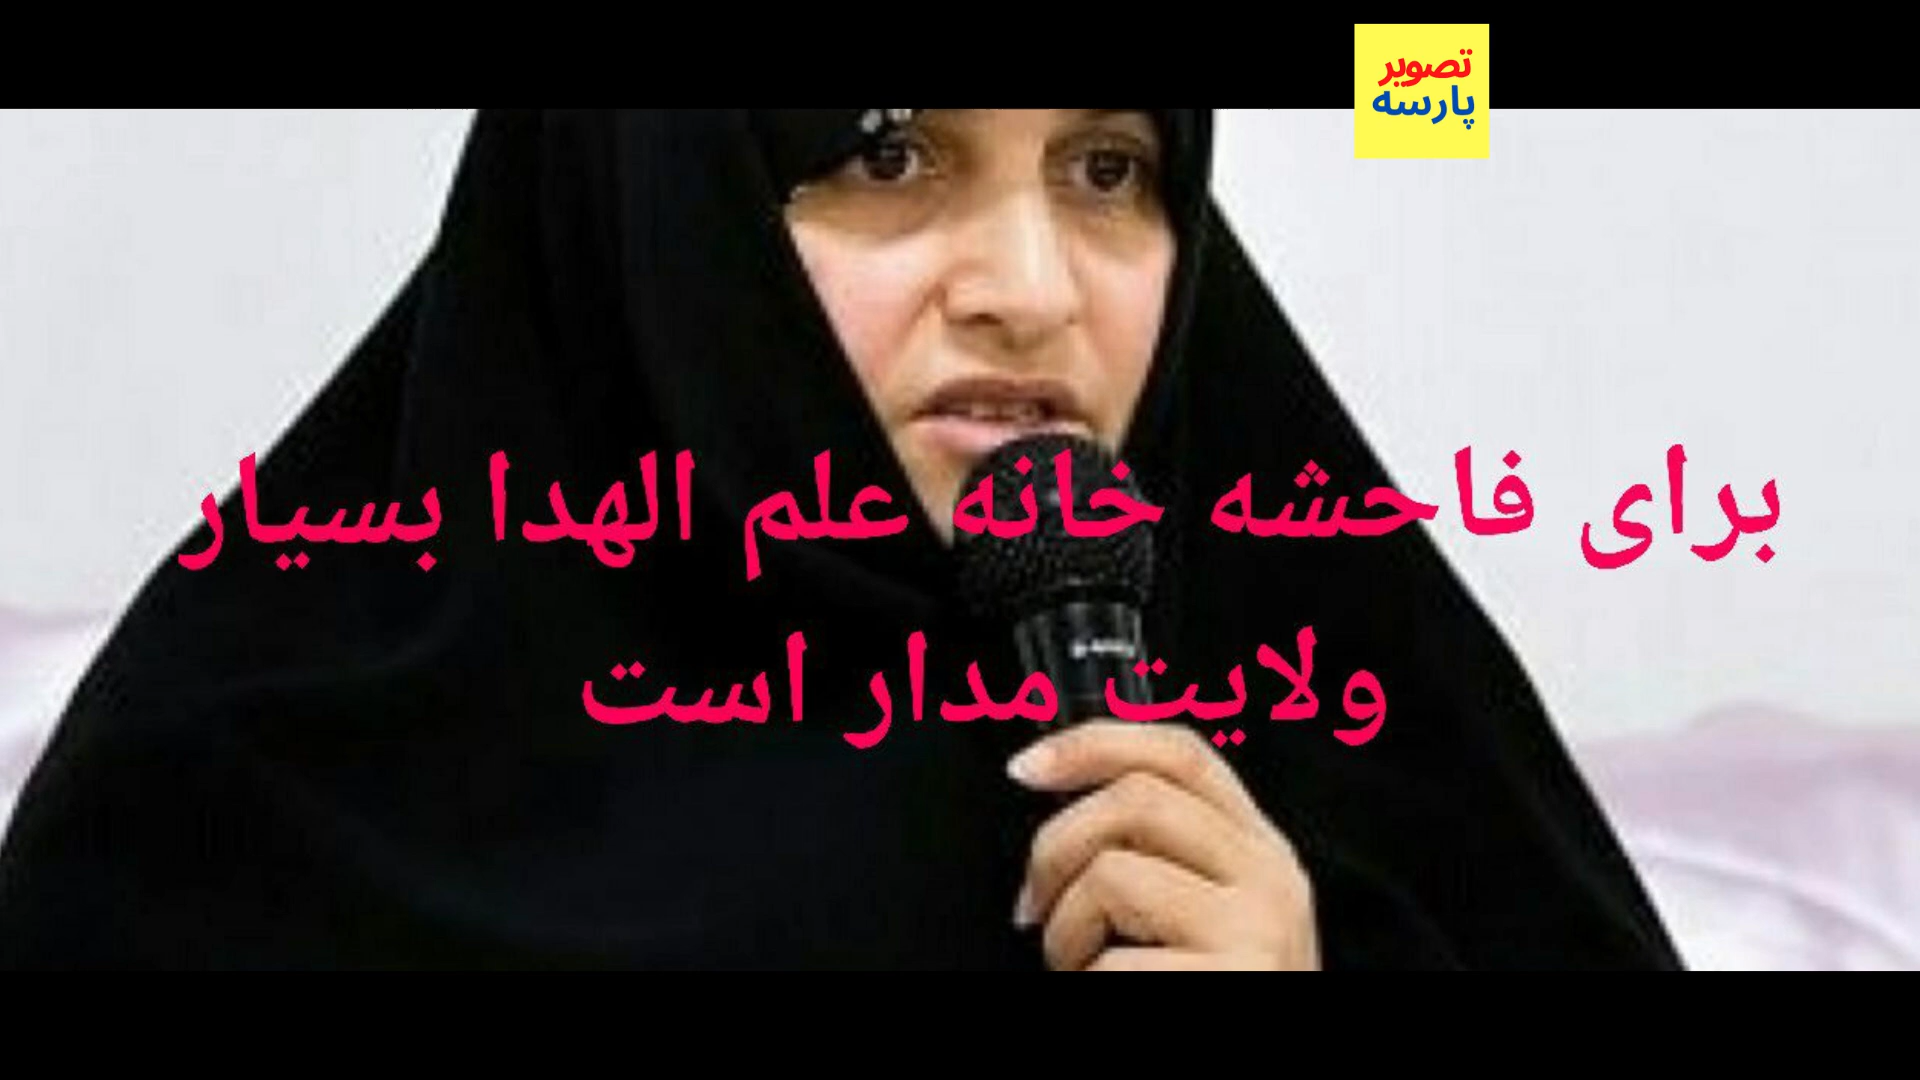 تصویر
پارسه
برای فاحشه خانه علم الهدا بسیار
ولایت مدار است